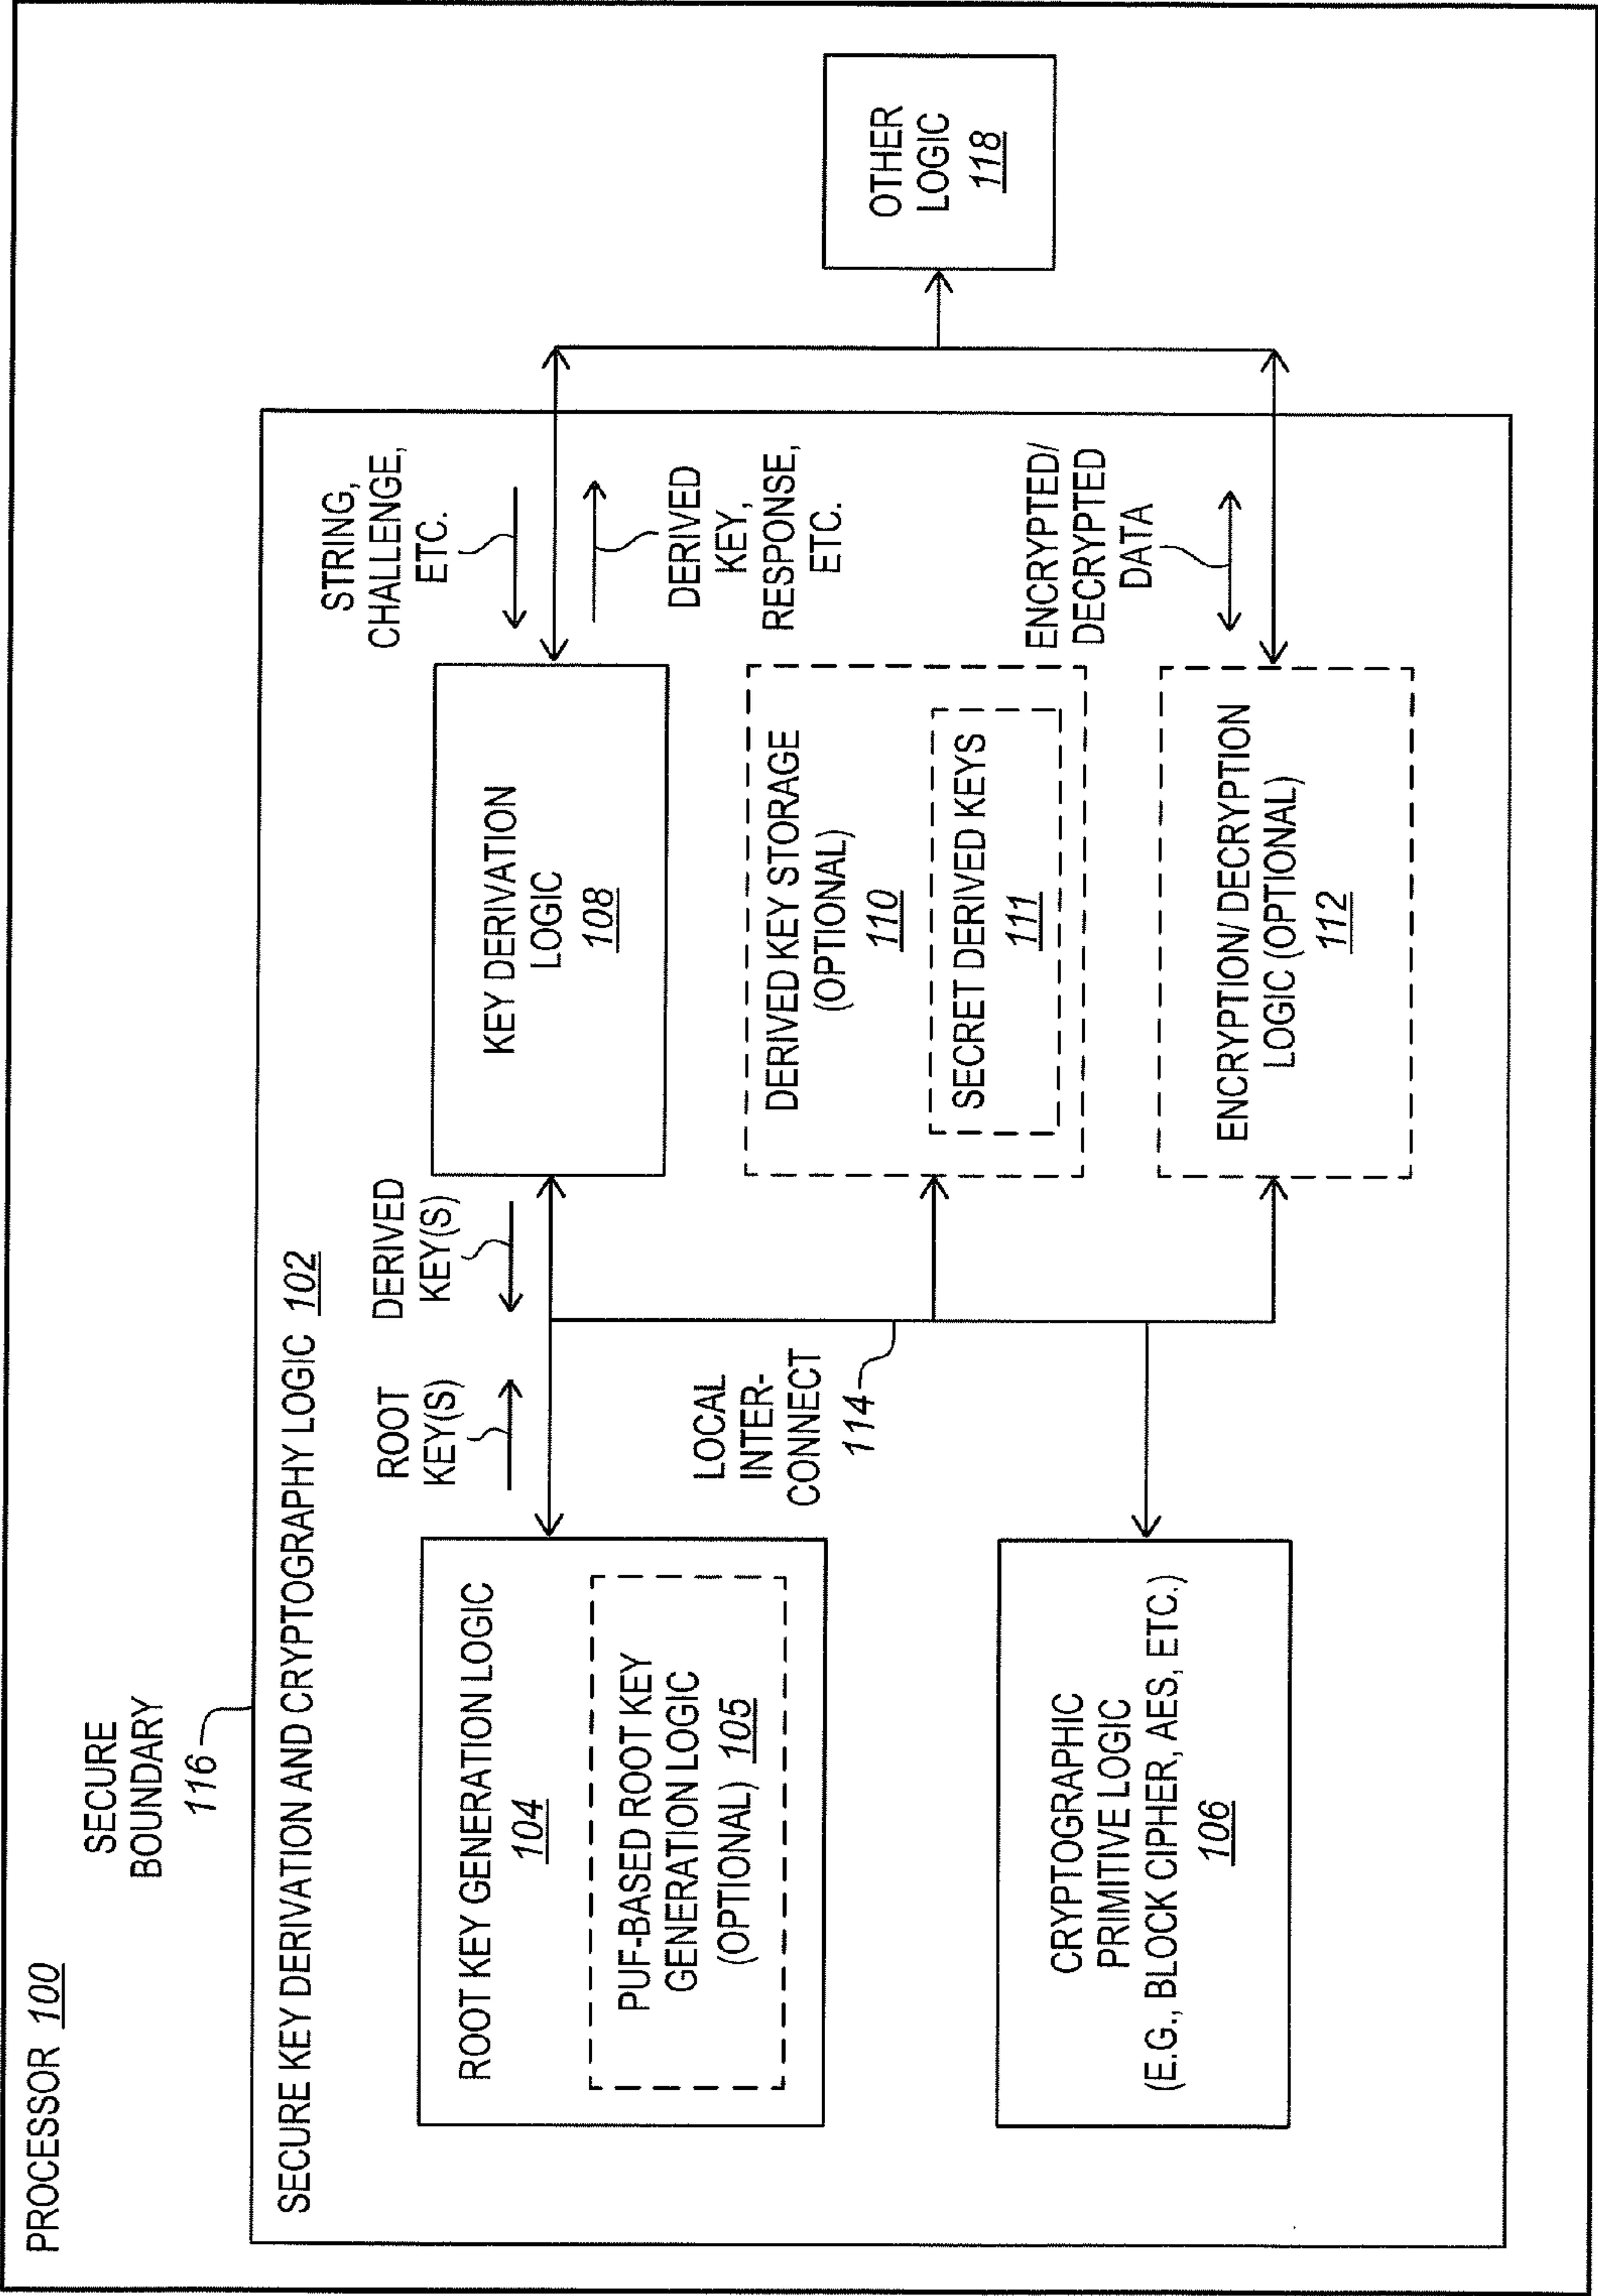 PROCESSOR 100
SECURE
BOUNDARY
116
SECURE KEY DERIVATION AND CRYPTOGRAPHY LOGIC 102
ROOT KEY GENERATION LOGIC
104
PUF-BASED ROOT KEY
GENERATION LOGIC
(OPTIONAL) 105
CRYPTOGRAPHIC
PRIMITIVE LOGIC
(E.G., BLOCK CIPHER, AES, ETC.)
106
ROOT
KEY(S)
DERIVED
KEY(S)
LOCAL
INTER-
CONNECT
114
KEY DERIVATION
LOGIC
108
DERIVED KEY STORAGE
(OPTIONAL)
110
SECRET DERIVED KEYS
111
ENCRYPTION/ DECRYPTION
LOGIC (OPTIONAL)
112
STRING,
CHALLENGE,
ETC.
DERIVED
KEY,
RESPONSE,
ETC.
ENCRYPTED/
DECRYPTED
DATA
OTHER
LOGIC
118